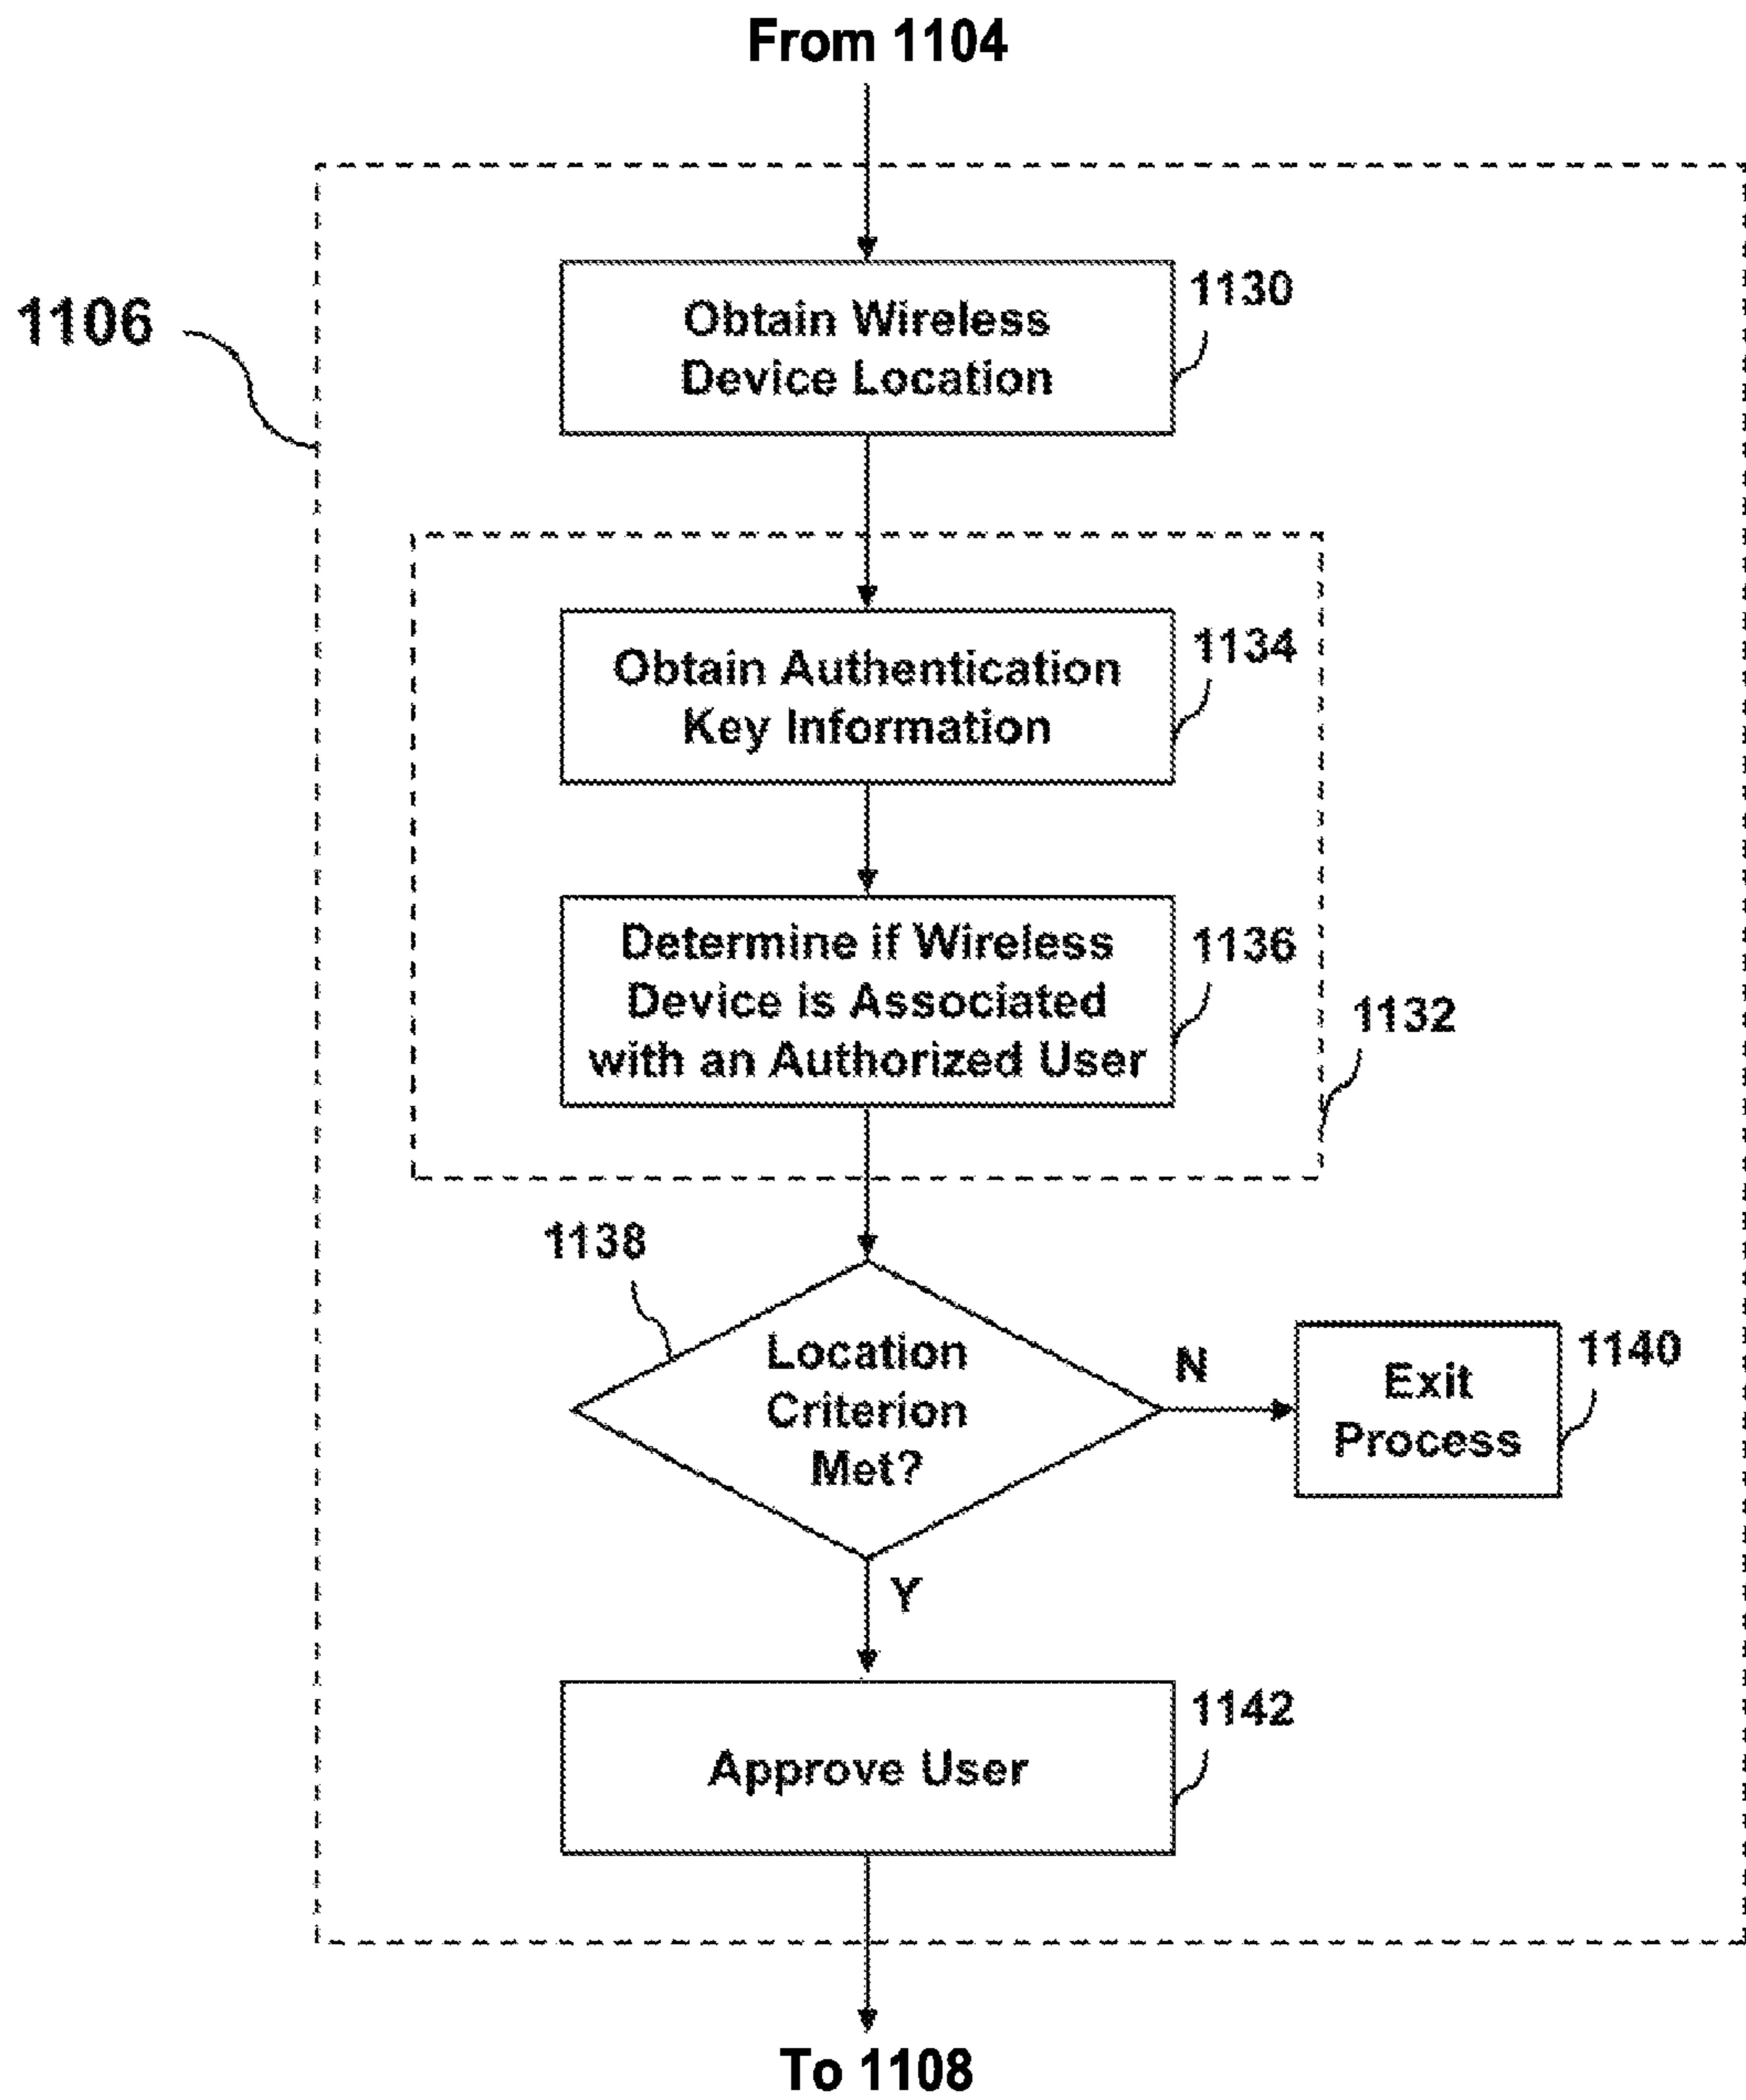 From 1104
1106
Obtain Wireless
Device Location
1130
Obtain Authentication
Key Information
1134
Determine if Wireless
Device is Associated
with an Authorized User
1136
1132
1138
Location
Criterion
Met?
N
Exit
Process
1140
Y
Approve User
1142
To 1108